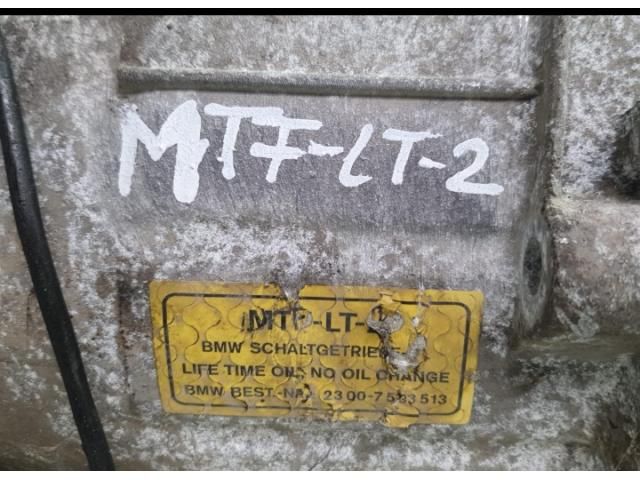 MTF-LT-2
MTF-LT-
BMW SCHALTGETRIEBE
LIFE TIME OIL: NO OIL CHANGE
BMW BEST.-NR. 23 00-7 533 513